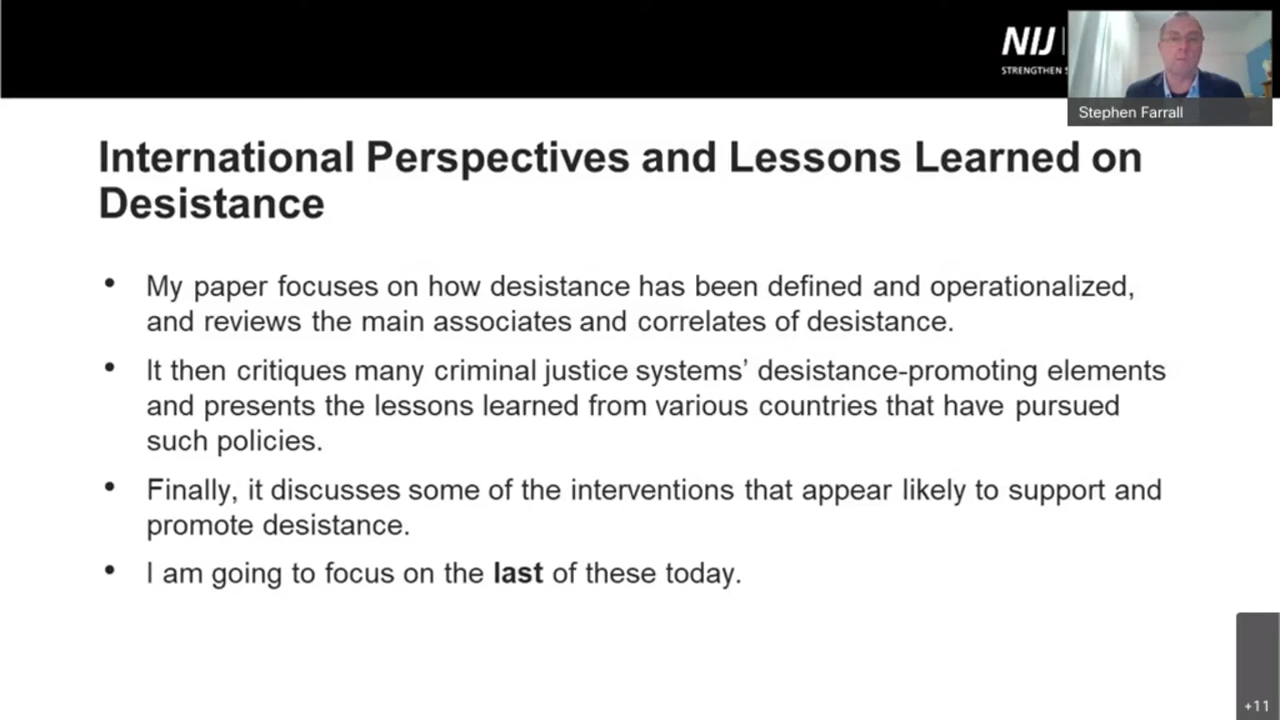 NIJ
STRENGTHEN
Stephen Farrall
International Perspectives and Lessons Learned on
Desistance
• My paper focuses on how desistance has been defined and operationalized,
and reviews the main associates and correlates of desistance.
• It then critiques many criminal justice systems’ desistance-promoting elements
and presents the lessons learned from various countries that have pursued
such policies.
• Finally, it discusses some of the interventions that appear likely to support and
promote desistance.
• I am going to focus on the last of these today.
+11